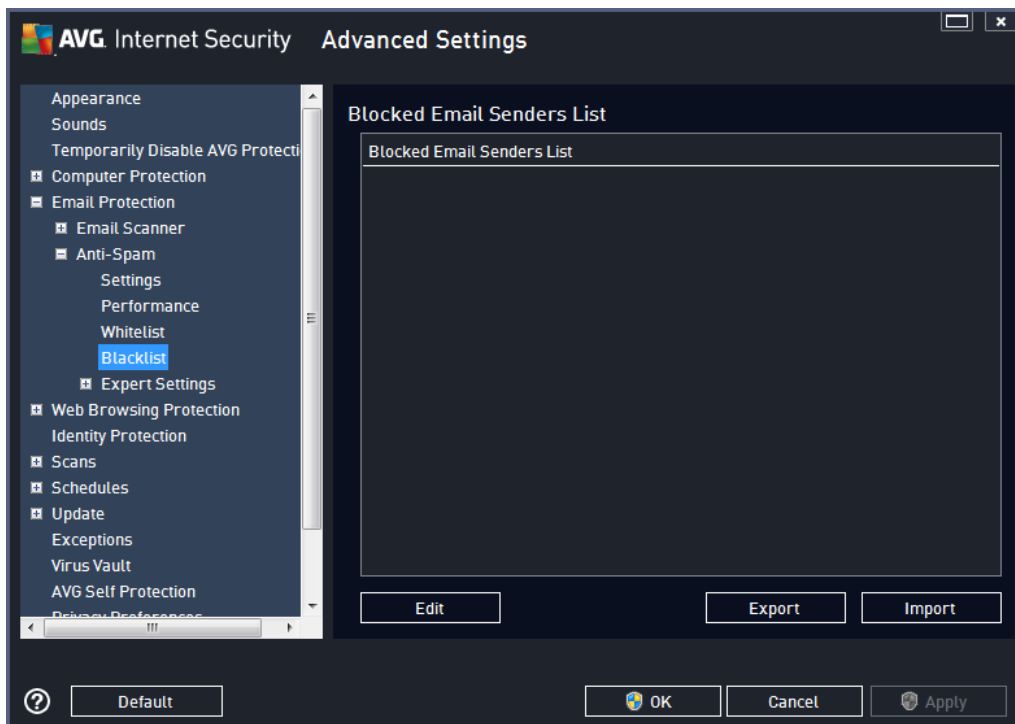 AVG. Internet Security Advanced Settings
Appearance
Sounds
Temporarily Disable AVG Protecti
Computer Protection
Email Protection
Email Scanner
Anti-Spam
Settings
Performance
Whitelist
Blacklist
Expert Settings
Web Browsing Protection
Identity Protection
Scans
Schedules
Update
Exceptions
Virus Vault
AVG Self Protection
Privacy Preferences
Blocked Email Senders List
Blocked Email Senders List
Edit
Export
Import
? Default
OK
Cancel
Apply